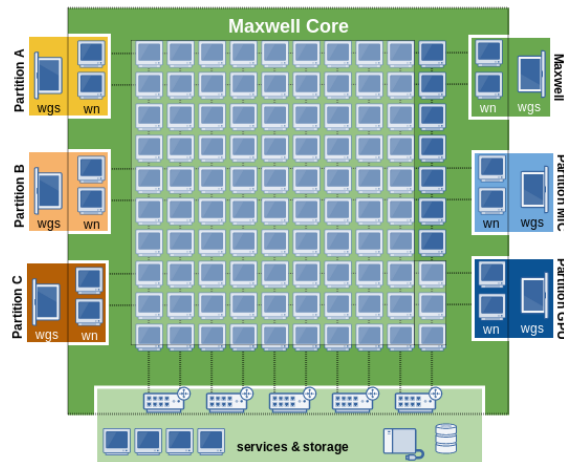 Maxwell Core
Partition A
wgs
wn
Partition B
wgs
wn
Partition C
wgs
wn
Maxwell
wn
wgs
Partition MIC
wn
wgs
Partition GPU
wn
wgs
services & storage